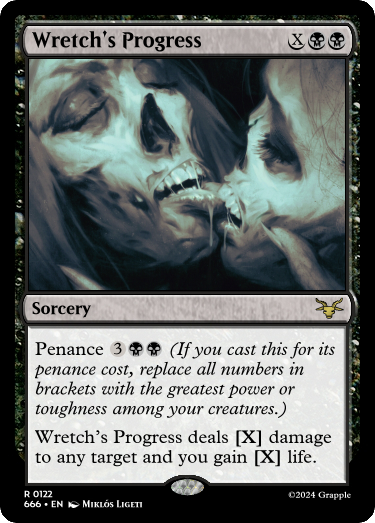 Wretch's Progress X
Sorcery
Penance 3 (If you cast this for its
penance cost, replace all numbers in
brackets with the greatest power or
toughness among your creatures.)
Wretch's Progress deals [X] damage
to any target and you gain [X] life.
R 0122
666 • EN Miklós Ligeti
©2024 Grapple